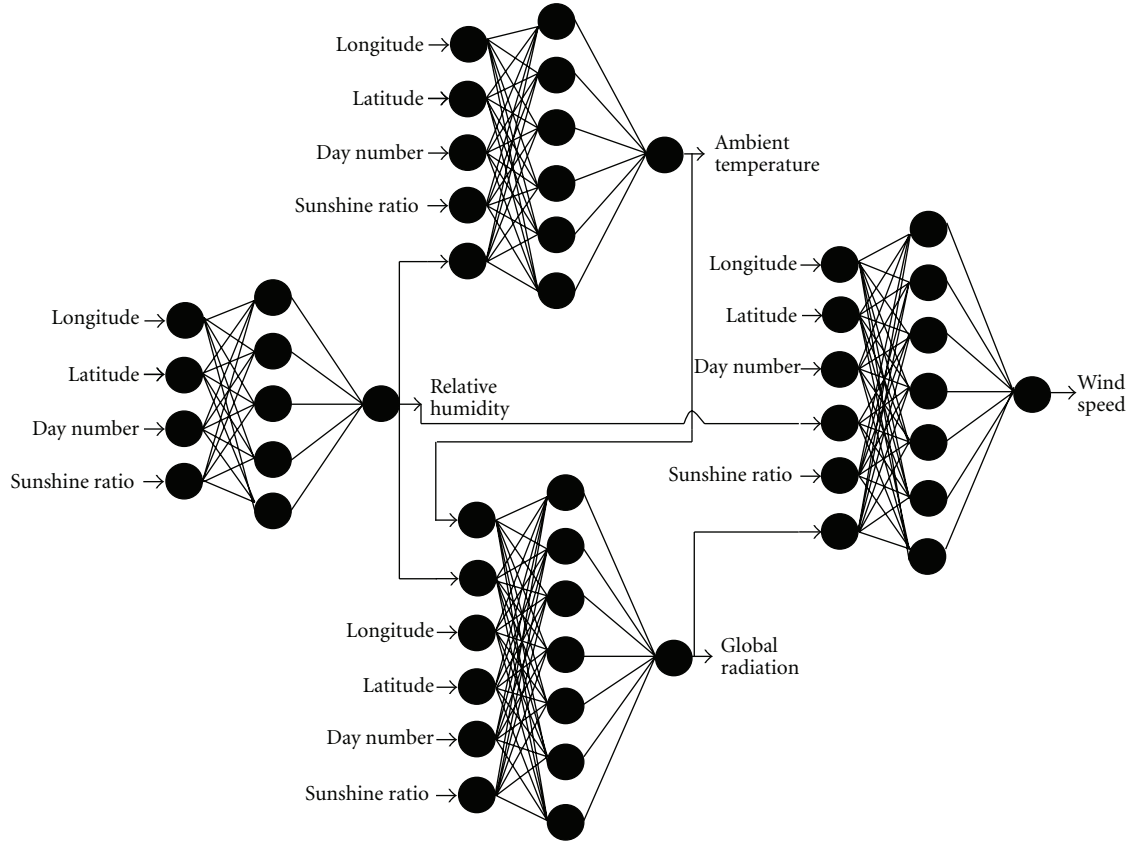 Longitude
Latitude
Day number
Sunshine ratio
Ambient
temperature
Longitude
Latitude
Day number
Sunshine ratio
Relative
humidity
Longitude
Latitude
Day number
Sunshine ratio
Wind
speed
Longitude
Latitude
Day number
Sunshine ratio
Global
radiation